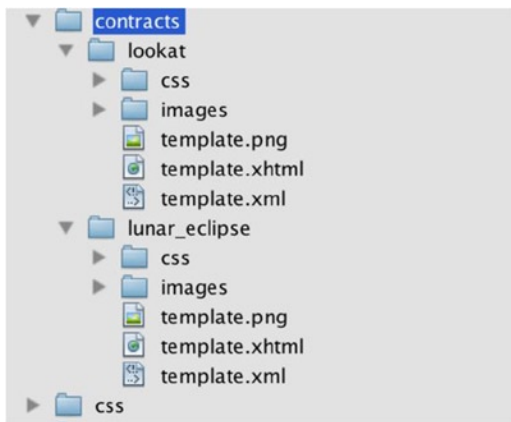 contracts
lookat
css
images
template.png
template.xhtml
template.xml
lunar_eclipse
css
images
template.png
template.xhtml
template.xml
css